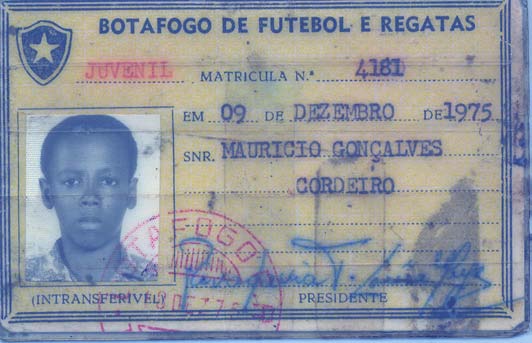 BOTAFOGO DE FUTEBOL E REGATAS
JUVENIL MATRICULA N.º 4181
EM 09 DE DEZEMBRO DE 1975
SNR. MAURICIO GONÇALVES
CORDEIRO
BOTAFOGO
(INTRANSFERIVEL) PRESIDENTE